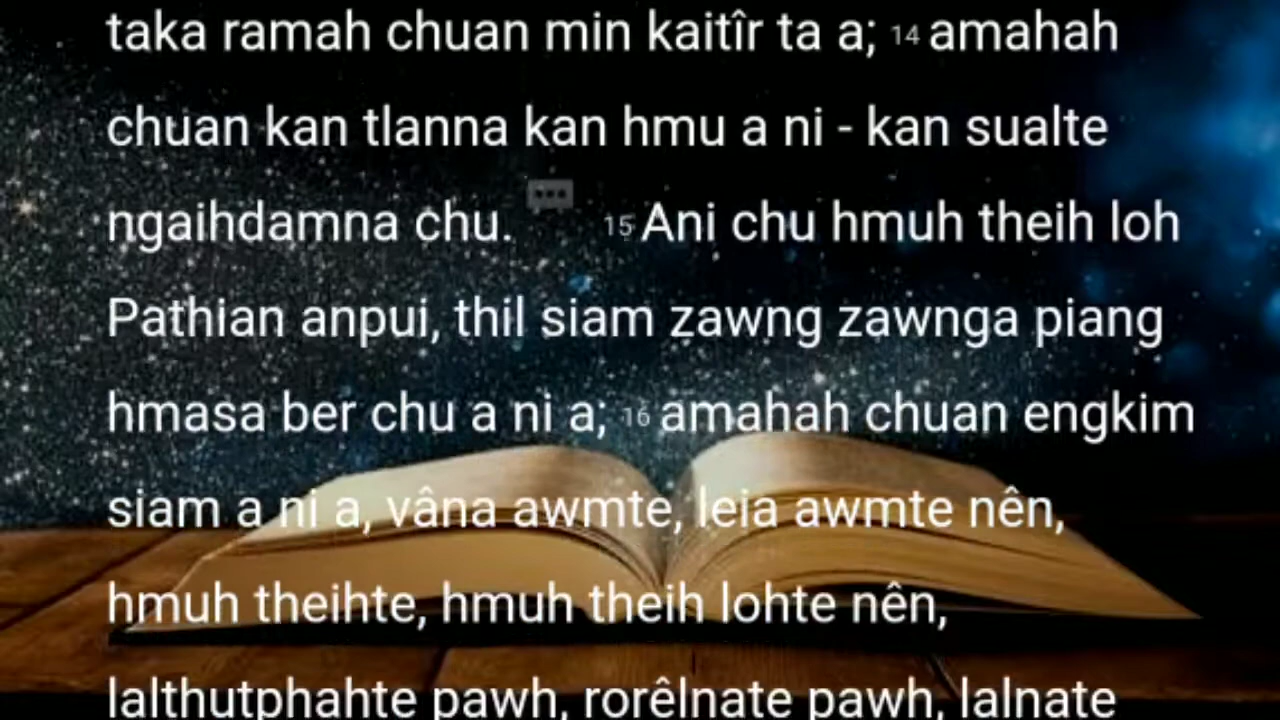 taka ramah chuan min kaitîr ta a; 14 amahah
chuan kan tlanna kan hmu a ni - kan sualte
ngaihdamna chu. 15 Ani chu hmuh theih loh
Pathian anpui, thil siam zawng zawnga piang
hmasa ber chu a ni a; 16 amahah chuan engkim
siam a ni a, vâna awmte, leia awmte nên,
hmuh theihte, hmuh theih lohte nên,
lalthutphahte pawh, rorêlnate pawh, lalnate